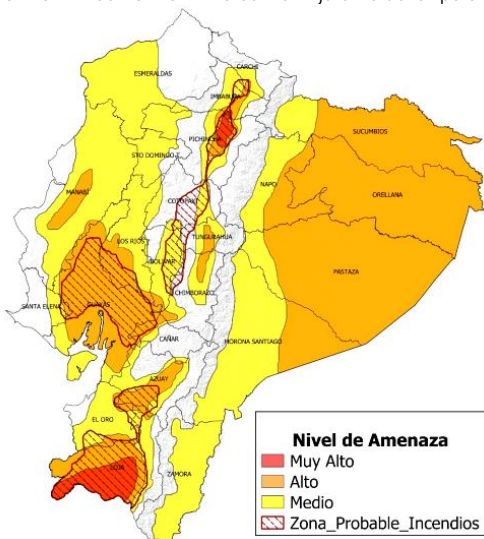 ESMERALDAS
CARCHI
IMBABURA
PICHINCHA
SUCUMBIOS
STO DOMINGO T
NAPO
ORELLANA
MANABI
COTOPAXI
LOS RIOS
TUNGURAHUA
BOLIVAR
PASTAZA
SANTA ELENA
GUAYAS
CHIMBORAZO
CAÑAR
MORONA SANTIAGO
AZUAY
EL ORO
LOJA
ZAMORA
Nivel de Amenaza
Muy Alto
Alto
Medio
Zona_Probable_Incendios